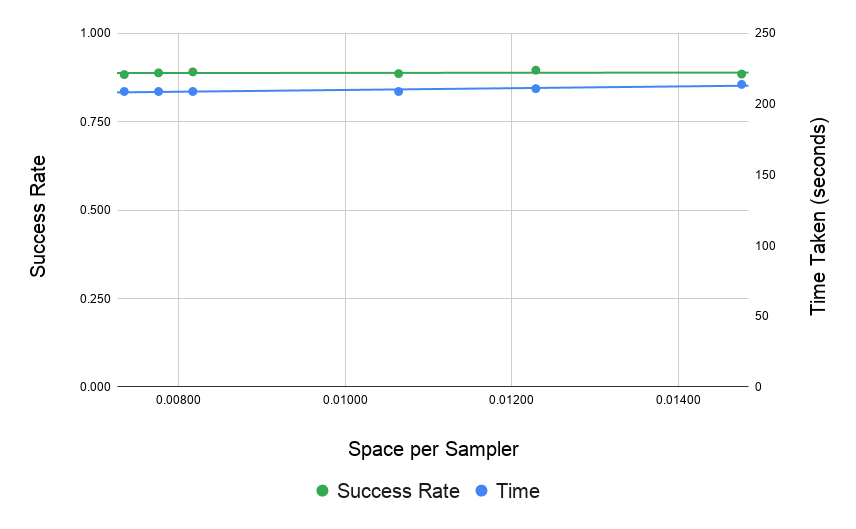 1.000
0.750
0.500
0.250
0.000
Success Rate
250
200
150
100
50
0
Time Taken (seconds)
0.00800 0.01000 0.01200 0.01400
Space per Sampler
Success Rate Time